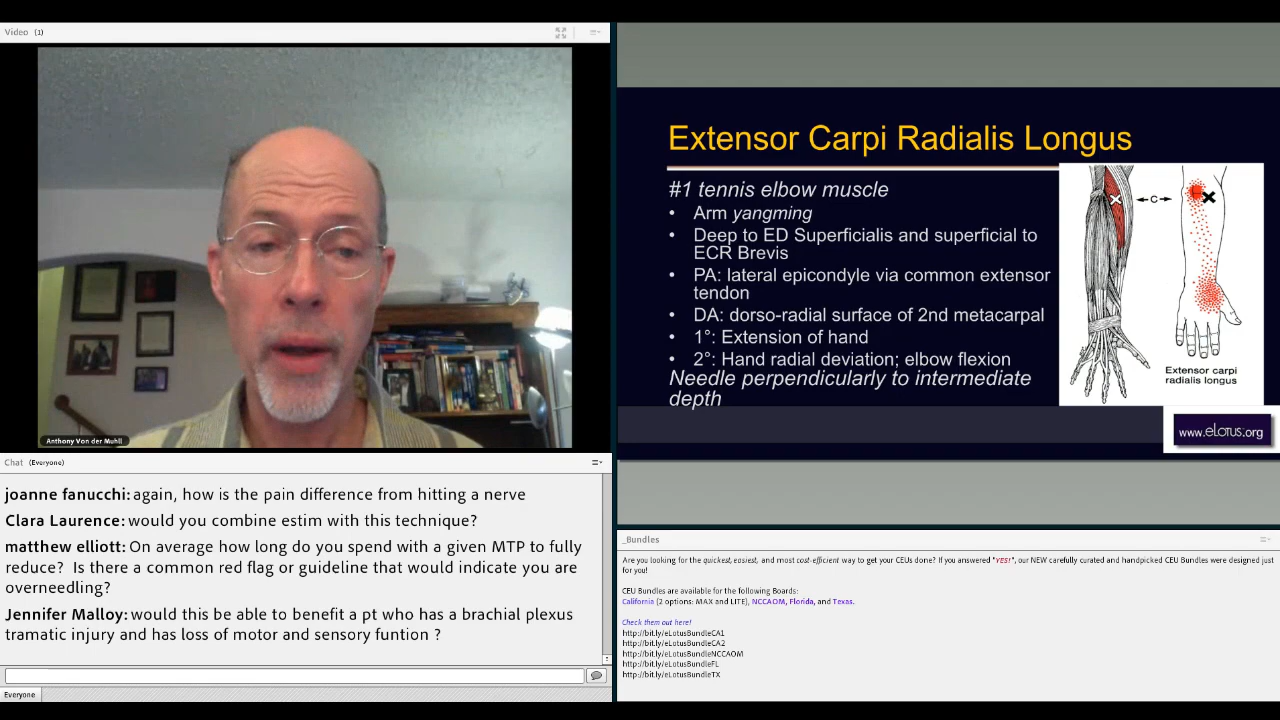 Video (1)
Anthony Von der Muhll
Chat (Everyone)
joanne fanucchi: again, how is the pain difference from hitting a nerve
Clara Laurence: would you combine estim with this technique?
matthew elliott: On average how long do you spend with a given MTP to fully
reduce? Is there a common red flag or guideline that would indicate you are
overneedling?
Jennifer Malloy: would this be able to benefit a pt who has a brachial plexus
tramatic injury and has loss of motor and sensory funtion ?
Everyone
Extensor Carpi Radialis Longus
#1 tennis elbow muscle
• Arm yangming
• Deep to ED Superficialis and superficial to
ECR Brevis
• PA: lateral epicondyle via common extensor
tendon
• DA: dorso-radial surface of 2nd metacarpal
• 1°: Extension of hand
• 2°: Hand radial deviation; elbow flexion
Needle perpendicularly to intermediate
depth
C
Extensor carpi
radialis longus
www.eLotus.org
_Bundles
Are you looking for the quickest, easiest, and most cost-efficient way to get your CEUs done? If you answered "YES!", our NEW carefully curated and handpicked CEU Bundles were designed just
for you!
CEU Bundles are available for the following Boards:
California (2 options: MAX and LITE), NCCAOM, Florida, and Texas.
Check them out here!
http://bit.ly/eLotusBundleCA1
http://bit.ly/eLotusBundleCA2
http://bit.ly/eLotusBundleNCCAOM
http://bit.ly/eLotusBundleFL
http://bit.ly/eLotusBundleTX